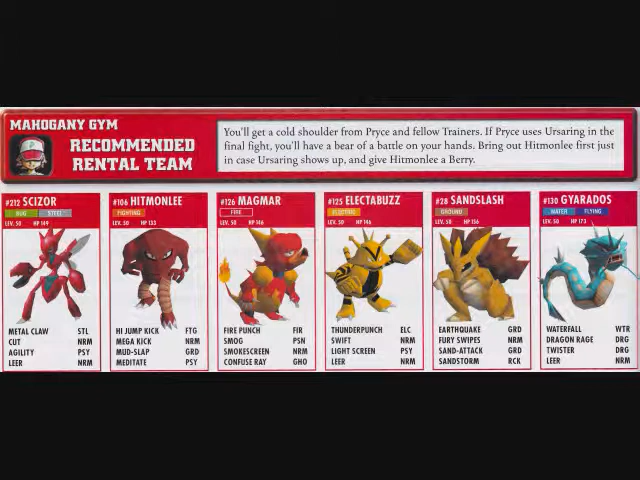 MAHOGANY GYM
RECOMMENDED
RENTAL TEAM
You'll get a cold shoulder from Pryce and fellow Trainers. If Pryce uses Ursaring in the
final fight, you'll have a bear of a battle on your hands. Bring out Hitmonlee first just
in case Ursaring shows up, and give Hitmonlee a Berry.
#212 SCIZOR
BUG STEEL
LEV. 50 HP 149
METAL CLAW STL
CUT NRM
AGILITY PSY
LEER NRM
#106 HITMONLEE
FIGHTING
LEV. 50 HP 133
HI JUMP KICK FTG
MEGA KICK NRM
MUD-SLAP GRD
MEDITATE PSY
#126 MAGMAR
FIRE
LEV. 50 HP 146
FIRE PUNCH FIR
SMOG PSN
SMOKESCREEN NRM
CONFUSE RAY GHO
#125 ELECTABUZZ
ELECTRIC
LEV. 50 HP 146
THUNDERPUNCH ELC
SWIFT NRM
LIGHT SCREEN PSY
LEER NRM
#28 SANDSLASH
GROUND
LEV. 50 HP 156
EARTHQUAKE GRD
FURY SWIPES NRM
SAND-ATTACK GRD
SANDSTORM RCK
#130 GYARADOS
WATER FLYING
LEV. 50 HP 173
WATERFALL WTR
DRAGON RAGE DRG
TWISTER DRG
LEER NRM